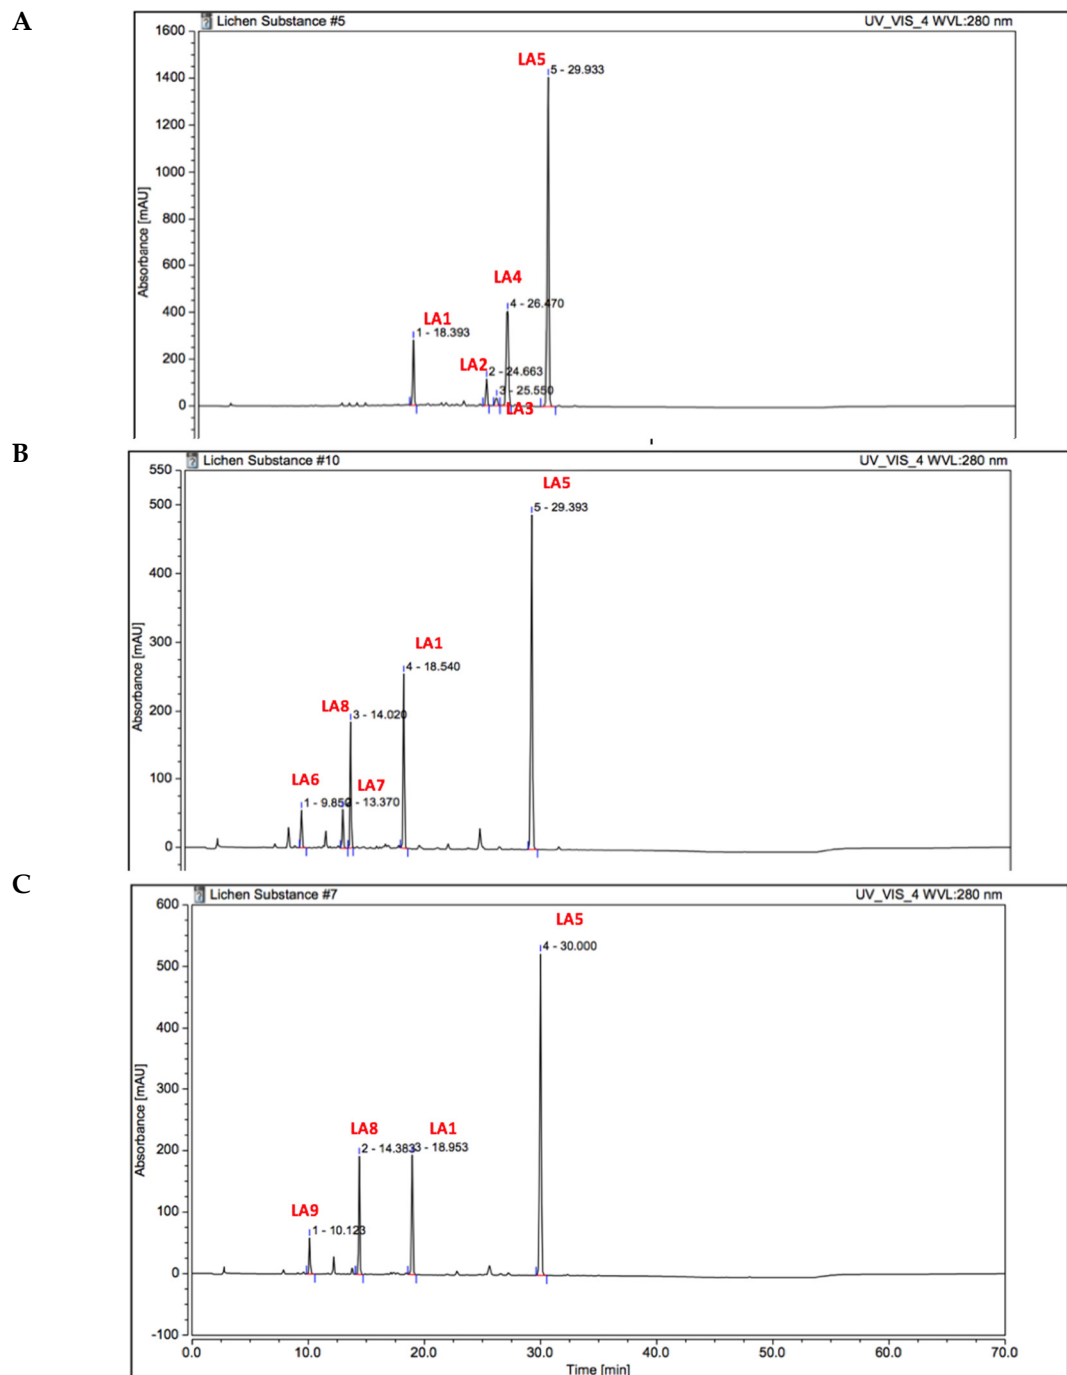 A
Lichen Substance #5
UV_VIS_4 WVL:280 nm
1600
1400
1200
1000
800
600
400
200
0
Absorbance [mAU]
LA5
5 - 29.933
LA4
4 - 26.470
LA1
1 - 18.393
LA2
2 - 24.663
3 - 25.550
LA3
B
Lichen Substance #10
UV_VIS_4 WVL:280 nm
550
500
400
300
200
100
0
Absorbance [mAU]
LA5
5 - 29.393
LA1
4 - 18.540
LA8
3 - 14.020
LA6
LA7
1 - 9.850
- 13.370
C
Lichen Substance #7
UV_VIS_4 WVL:280 nm
600
500
400
300
200
100
0
-100
Absorbance [mAU]
LA5
4 - 30.000
LA8
LA1
2 - 14.383
3 - 18.953
LA9
1 - 10.123
0.0
10.0
20.0
30.0
40.0
50.0
60.0
70.0
Time [min]